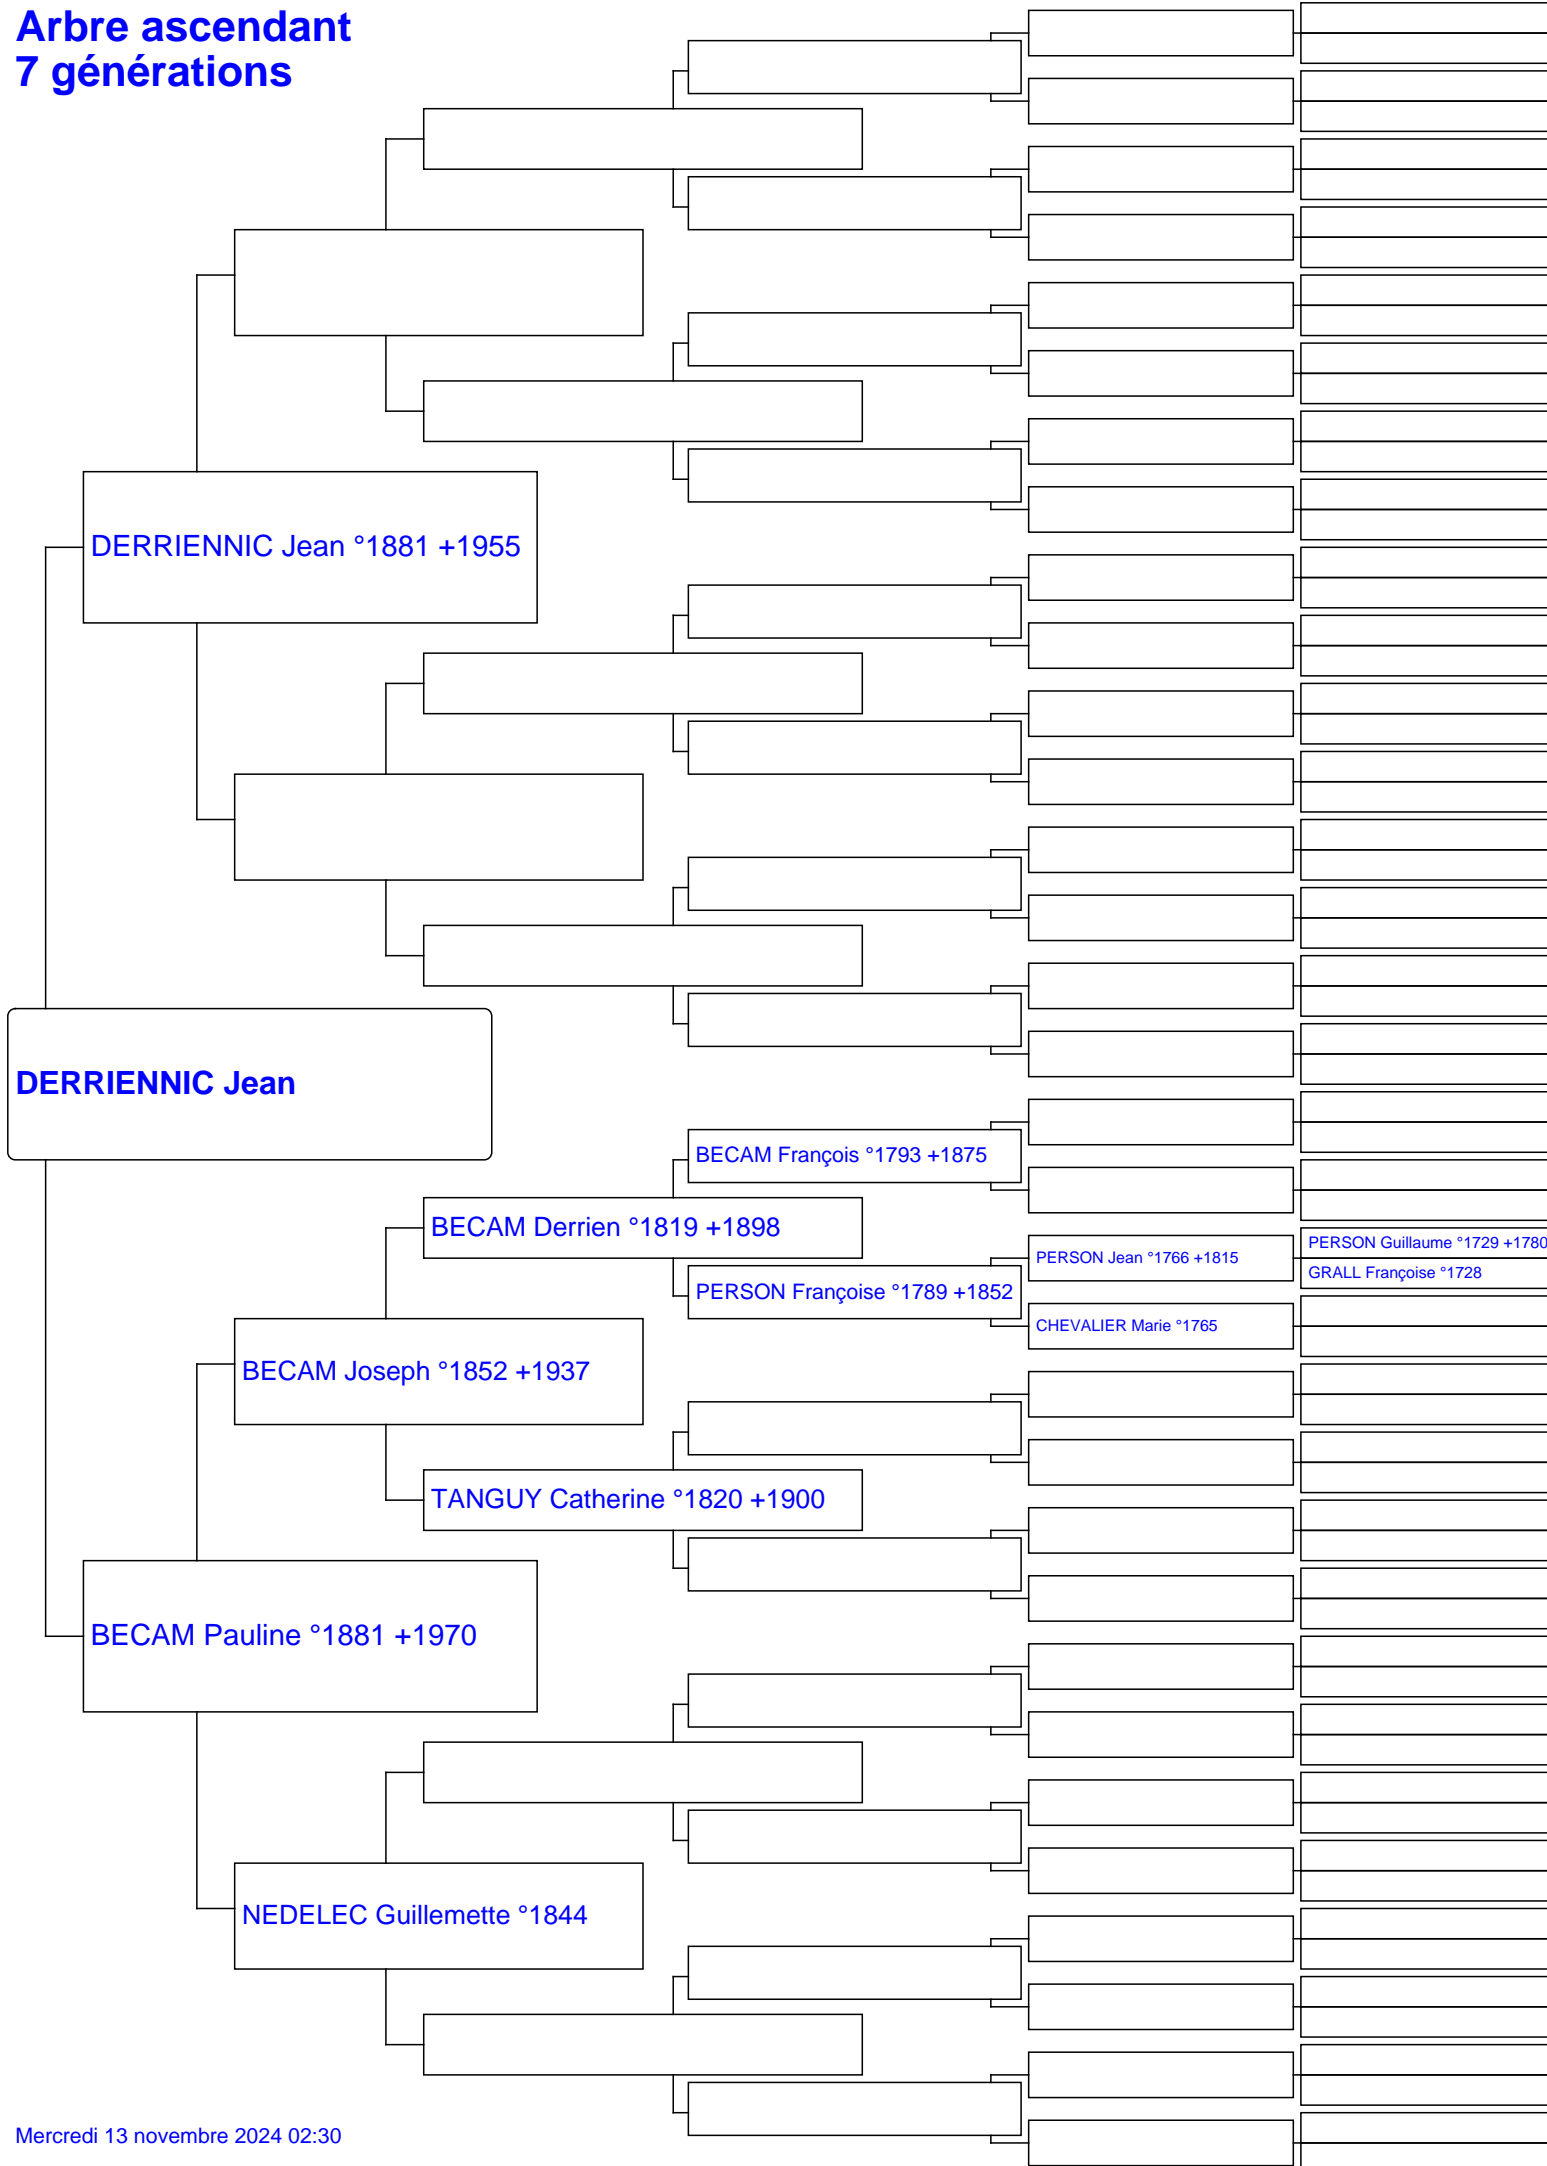 Arbre ascendant
7 générations
DERRIENNIC Jean °1881 +1955
DERRIENNIC Jean
BECAM François °1793 +1875
BECAM Derrien °1819 +1898
PERSON Jean °1766 +1815
PERSON Guillaume °1729 +1780
GRALL Françoise °1728
PERSON Françoise °1789 +1852
CHEVALIER Marie °1765
BECAM Joseph °1852 +1937
TANGUY Catherine °1820 +1900
BECAM Pauline °1881 +1970
NEDELEC Guillemette °1844
Mercredi 13 novembre 2024 02:30